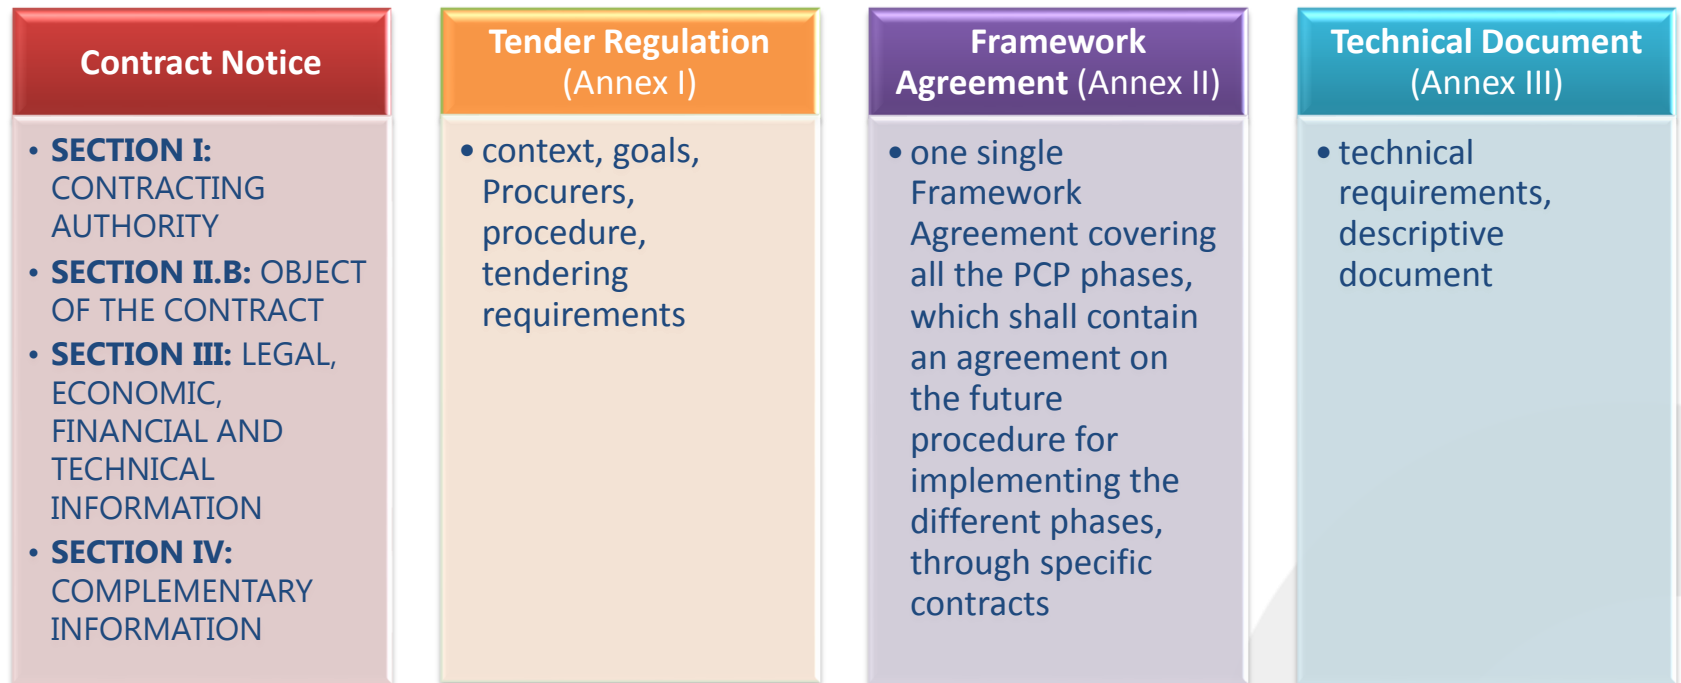 Contract Notice
• SECTION I:
CONTRACTING
AUTHORITY
• SECTION II.B: OBJECT
OF THE CONTRACT
• SECTION III: LEGAL,
ECONOMIC,
FINANCIAL AND
TECHNICAL
INFORMATION
• SECTION IV:
COMPLEMENTARY
INFORMATION
Tender Regulation
(Annex I)
• context, goals,
Procurers,
procedure,
tendering
requirements
Framework
Agreement (Annex II)
• one single
Framework
Agreement covering
all the PCP phases,
which shall contain
an agreement on
the future
procedure for
implementing the
different phases,
through specific
contracts
Technical Document
(Annex III)
• technical
requirements,
descriptive
document